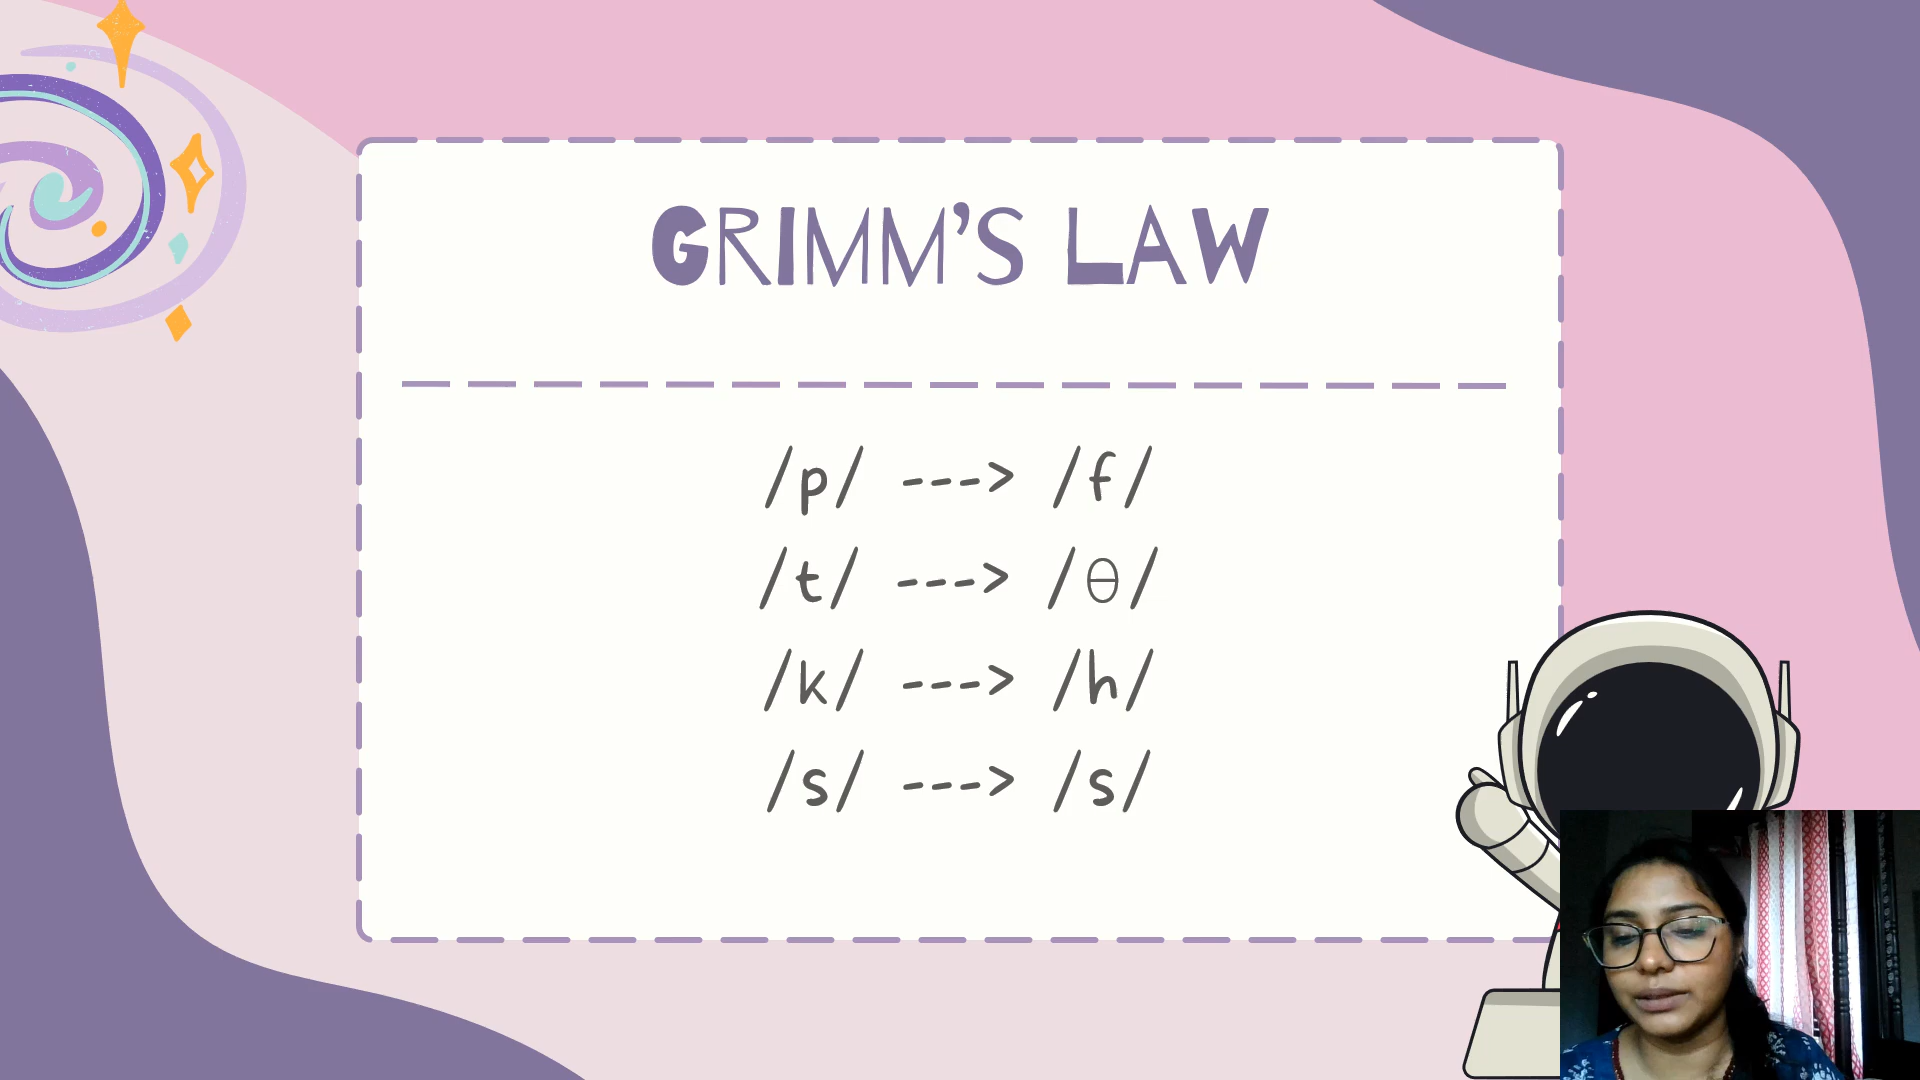 GRIMM'S LAW
/p/ ---> /f/
/t/ ---> /θ/
/k/ ---> /h/
/s/ ---> /s/